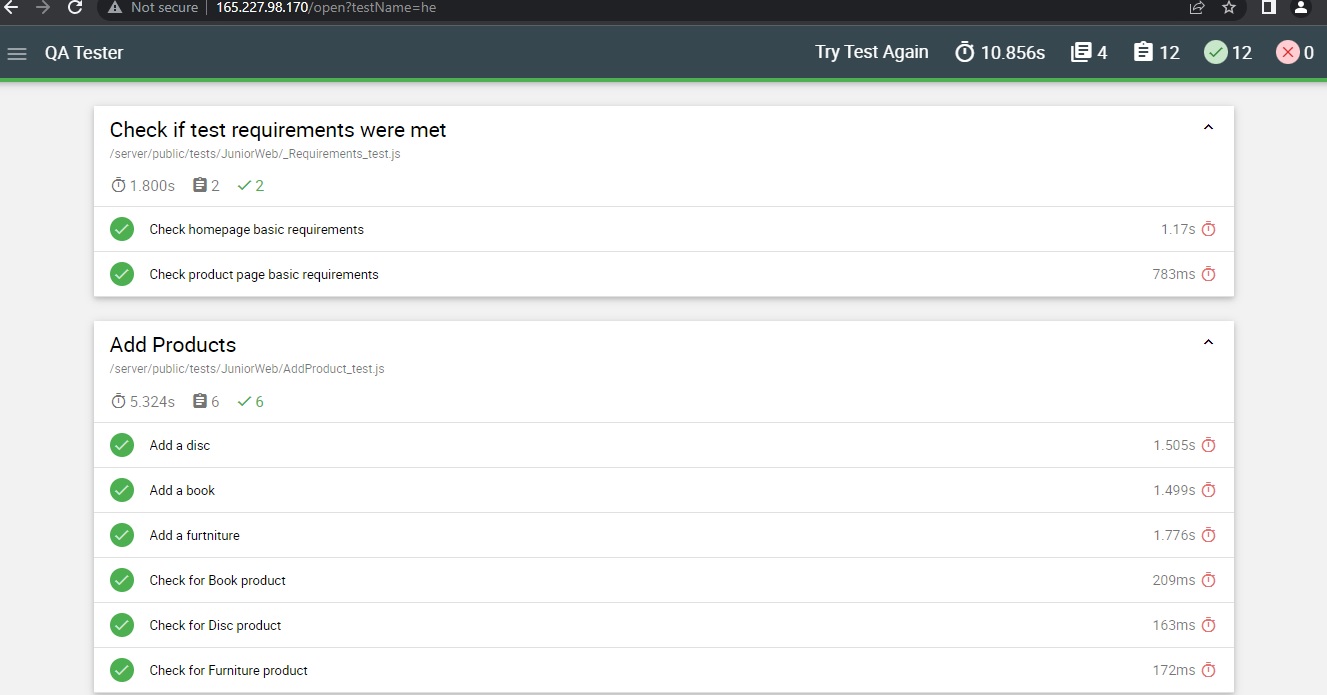 Not secure | 165.227.98.170/open?testName=he
QA Tester
Try Test Again 10.856s 4 12 12 0
Check if test requirements were met
/server/public/tests/JuniorWeb/_Requirements_test.js
1.800s 2 2
Check homepage basic requirements 1.17s
Check product page basic requirements 783ms
Add Products
/server/public/tests/JuniorWeb/AddProduct_test.js
5.324s 6 6
Add a disc 1.505s
Add a book 1.499s
Add a furtniture 1.776s
Check for Book product 209ms
Check for Disc product 163ms
Check for Furniture product 172ms